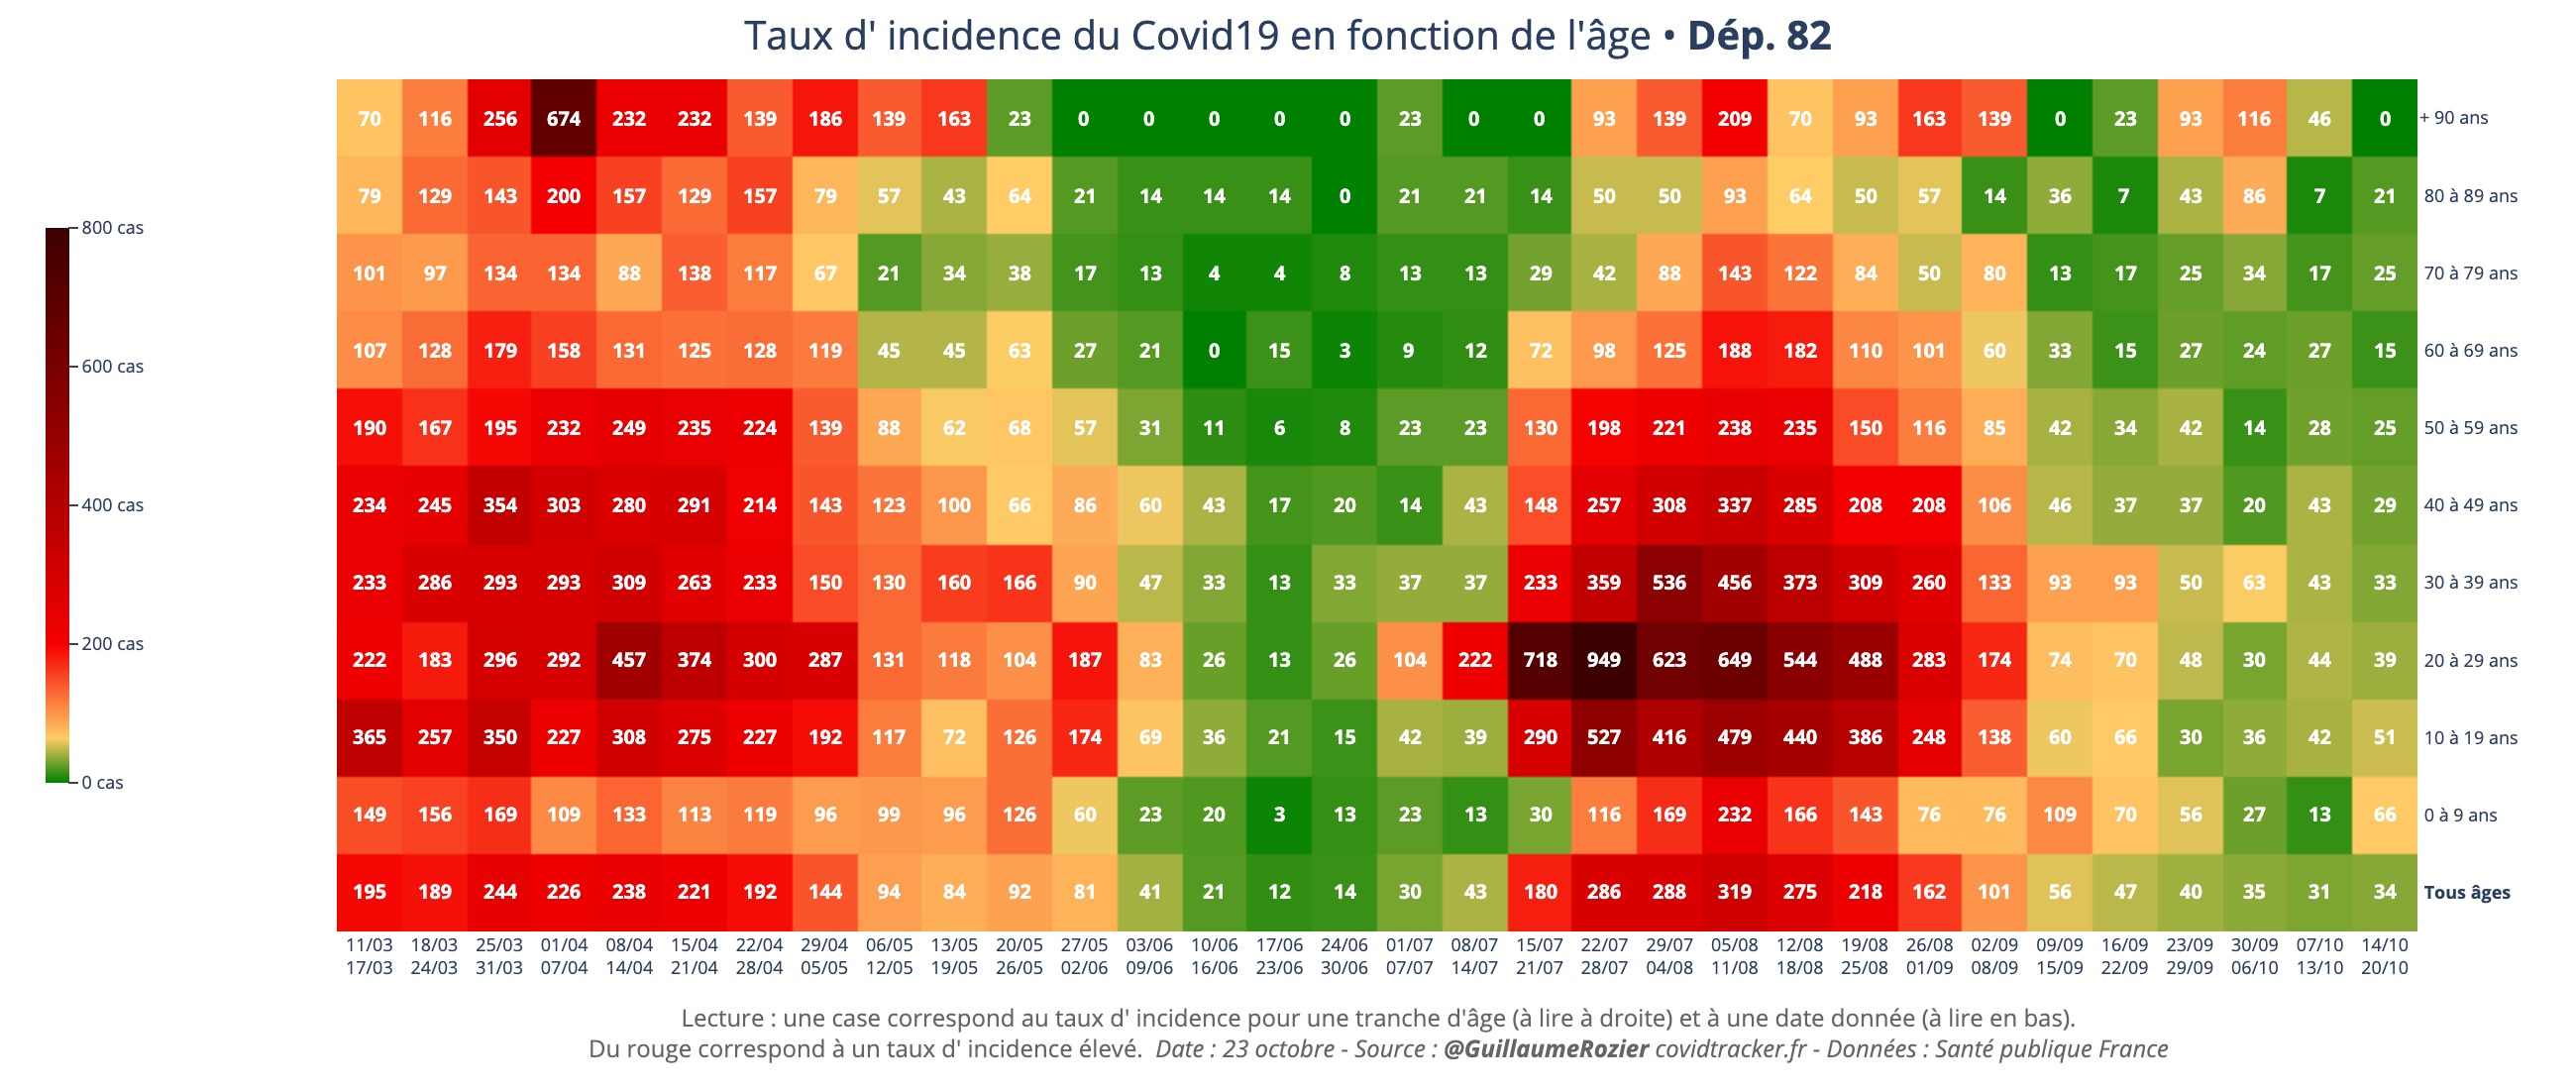 Taux d' incidence du Covid19 en fonction de l'âge • Dép. 82
70 116 256 674 232 232 139 186 139 163 23 0 0 0 0 0 23 0 0 93 139 209 70 93 163 139 0 23 93 116 46 0 + 90 ans
79 129 143 200 157 129 157 79 57 43 64 21 14 14 14 0 21 21 14 50 50 93 64 50 57 14 36 7 43 86 7 21 80 à 89 ans
800 cas
101 97 134 134 88 138 117 67 21 34 38 17 13 4 4 8 13 13 29 42 88 143 122 84 50 80 13 17 25 34 17 25 70 à 79 ans
107 128 179 158 131 125 128 119 45 45 63 27 21 0 15 3 9 12 72 98 125 188 182 110 101 60 33 15 27 24 27 15 60 à 69 ans
600 cas
190 167 195 232 249 235 224 139 88 62 68 57 31 11 6 8 23 23 130 198 221 238 235 150 116 85 42 34 42 14 28 25 50 à 59 ans
400 cas
234 245 354 303 280 291 214 143 123 100 66 86 60 43 17 20 14 43 148 257 308 337 285 208 208 106 46 37 37 20 43 29 40 à 49 ans
233 286 293 293 309 263 233 150 130 160 166 90 47 33 13 33 37 37 233 359 536 456 373 309 260 133 93 93 50 63 43 33 30 à 39 ans
200 cas
222 183 296 292 457 374 300 287 131 118 104 187 83 26 13 26 104 222 718 949 623 649 544 488 283 174 74 70 48 30 44 39 20 à 29 ans
365 257 350 227 308 275 227 192 117 72 126 174 69 36 21 15 42 39 290 527 416 479 440 386 248 138 60 66 30 36 42 51 10 à 19 ans
0 cas
149 156 169 109 133 113 119 96 99 96 126 60 23 20 3 13 23 13 30 116 169 232 166 143 76 76 109 70 56 27 13 66 0 à 9 ans
195 189 244 226 238 221 192 144 94 84 92 81 41 21 12 14 30 43 180 286 288 319 275 218 162 101 56 47 40 35 31 34 Tous âges
11/03 18/03 25/03 01/04 08/04 15/04 22/04 29/04 06/05 13/05 20/05 27/05 03/06 10/06 17/06 24/06 01/07 08/07 15/07 22/07 29/07 05/08 12/08 19/08 26/08 02/09 09/09 16/09 23/09 30/09 07/10 14/10
17/03 24/03 31/03 07/04 14/04 21/04 28/04 05/05 12/05 19/05 26/05 02/06 09/06 16/06 23/06 30/06 07/07 14/07 21/07 28/07 04/08 11/08 18/08 25/08 01/09 08/09 15/09 22/09 29/09 06/10 13/10 20/10
Lecture : une case correspond au taux d' incidence pour une tranche d'âge (à lire à droite) et à une date donnée (à lire en bas).
Du rouge correspond à un taux d' incidence élevé. Date : 23 octobre - Source : @GuillaumeRozier covidtracker.fr - Données : Santé publique France